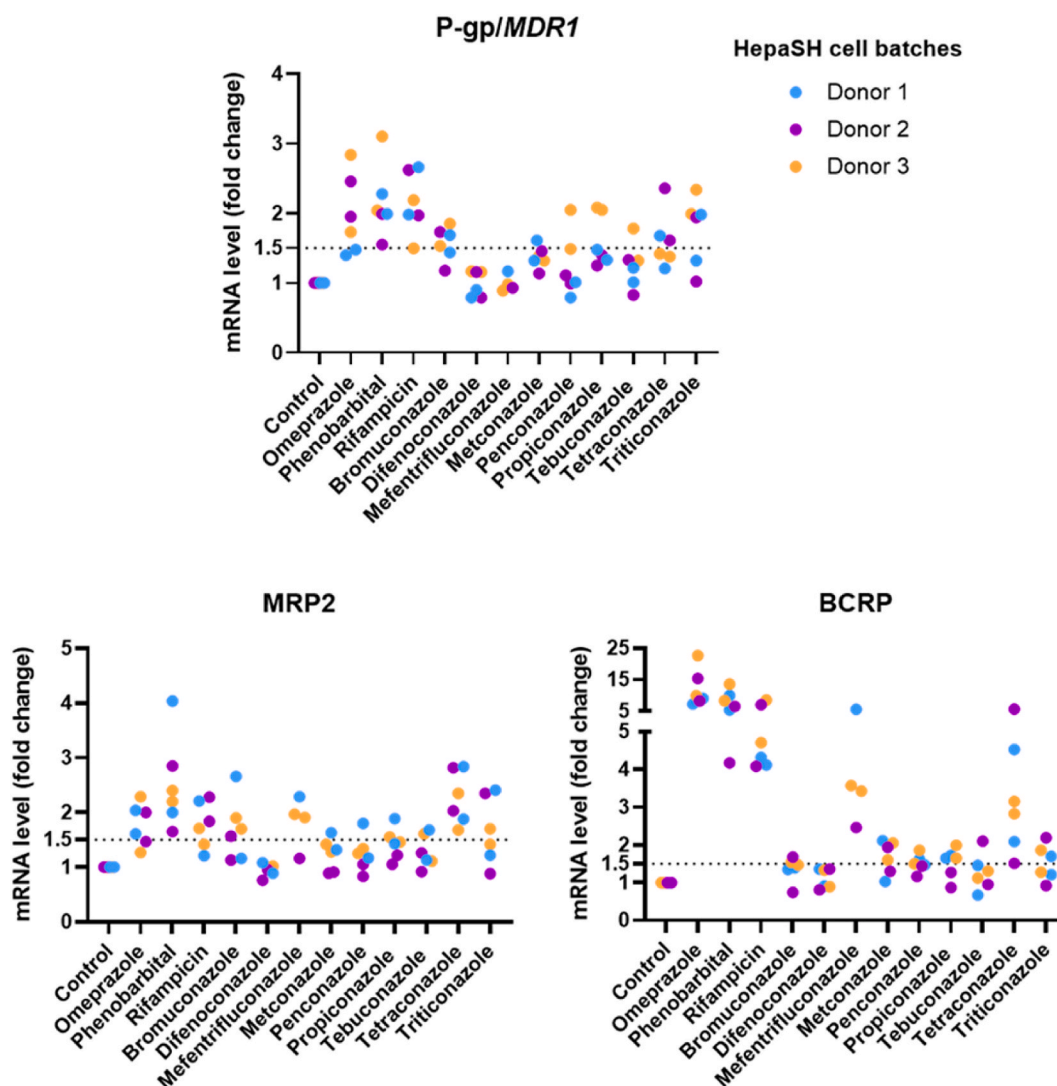 P-gp/MDR1
HepaSH cell batches
Donor 1
Donor 2
Donor 3
mRNA level (fold change)
4
3
2
1.5
1
0
Control
Omeprazole
Phenobarbital
Rifampicin
Bromuconazole
Difenoconazole
Mefentrifluconazole
Metconazole
Penconazole
Propiconazole
Tebuconazole
Tetraconazole
Triticonazole
MRP2
mRNA level (fold change)
5
4
3
2
1.5
1
0
Control
Omeprazole
Phenobarbital
Rifampicin
Bromuconazole
Difenoconazole
Mefentrifluconazole
Metconazole
Penconazole
Propiconazole
Tebuconazole
Tetraconazole
Triticonazole
BCRP
mRNA level (fold change)
25
15
5
5
4
3
2
1.5
1
0
Control
Omeprazole
Phenobarbital
Rifampicin
Bromuconazole
Difenoconazole
Mefentrifluconazole
Metconazole
Penconazole
Propiconazole
Tebuconazole
Tetraconazole
Triticonazole